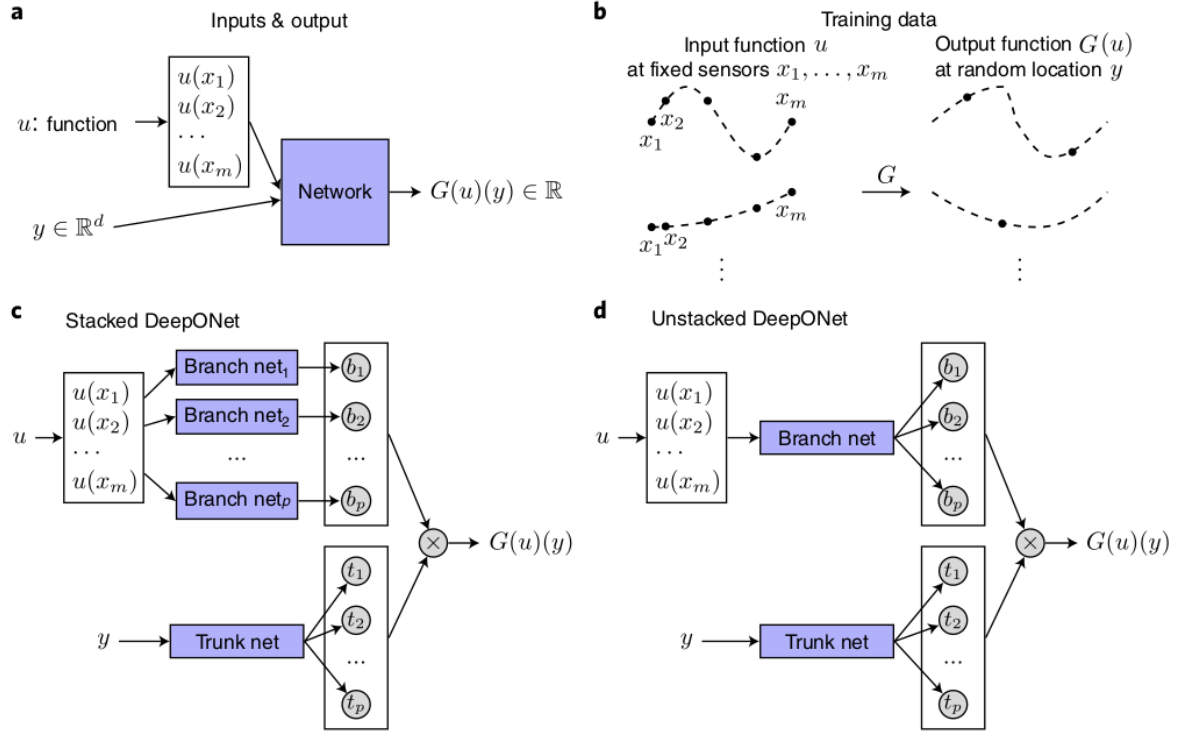 a
Inputs & output
u(x₁)
u(x₂)
...
u(xₘ)
u: function
Network
G(u)(y) ∈ ℝ
y ∈ ℝᵈ
b
Training data
Input function u
at fixed sensors x₁, . . . , xₘ
Output function G(u)
at random location y
x₁
x₂
xₘ
G
x₁
x₂
xₘ
⋮
⋮
c
Stacked DeepONet
u
u(x₁)
u(x₂)
...
u(xₘ)
Branch net₁
Branch net₂
...
Branch netₚ
b₁
b₂
...
bₚ
×
G(u)(y)
y
Trunk net
t₁
t₂
...
tₚ
d
Unstacked DeepONet
u
u(x₁)
u(x₂)
...
u(xₘ)
Branch net
b₁
b₂
...
bₚ
×
G(u)(y)
y
Trunk net
t₁
t₂
...
tₚ